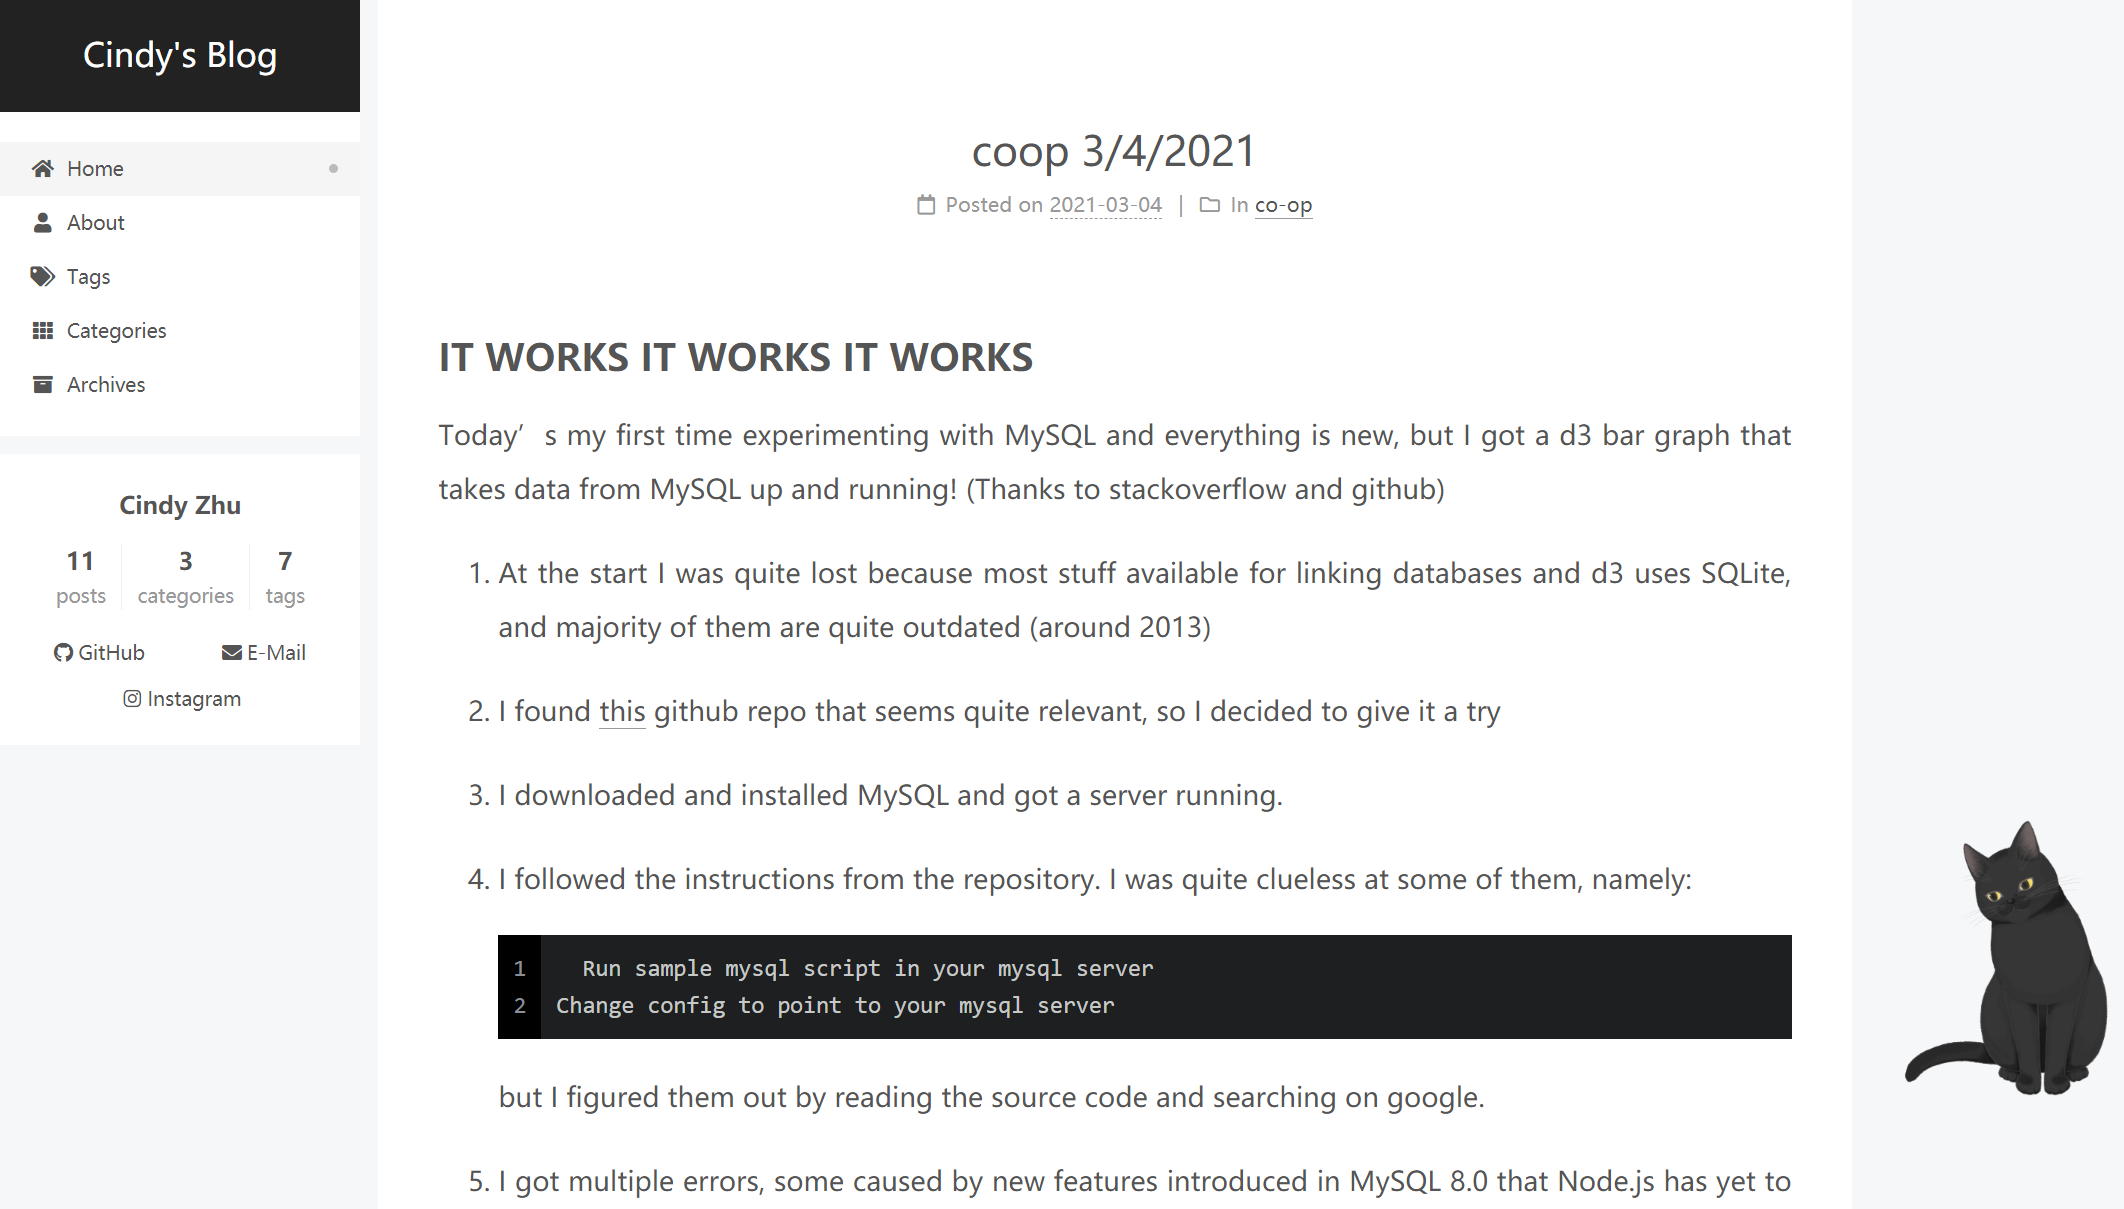 Cindy's Blog
Home
About
Tags
Categories
Archives
Cindy Zhu
11
posts
3
categories
7
tags
GitHub
E-Mail
Instagram
coop 3/4/2021
Posted on 2021-03-04 | In co-op
IT WORKS IT WORKS IT WORKS
Today’s my first time experimenting with MySQL and everything is new, but I got a d3 bar graph that
takes data from MySQL up and running! (Thanks to stackoverflow and github)
1. At the start I was quite lost because most stuff available for linking databases and d3 uses SQLite,
and majority of them are quite outdated (around 2013)
2. I found this github repo that seems quite relevant, so I decided to give it a try
3. I downloaded and installed MySQL and got a server running.
4. I followed the instructions from the repository. I was quite clueless at some of them, namely:
1 Run sample mysql script in your mysql server
2 Change config to point to your mysql server
but I figured them out by reading the source code and searching on google.
5. I got multiple errors, some caused by new features introduced in MySQL 8.0 that Node.js has yet to